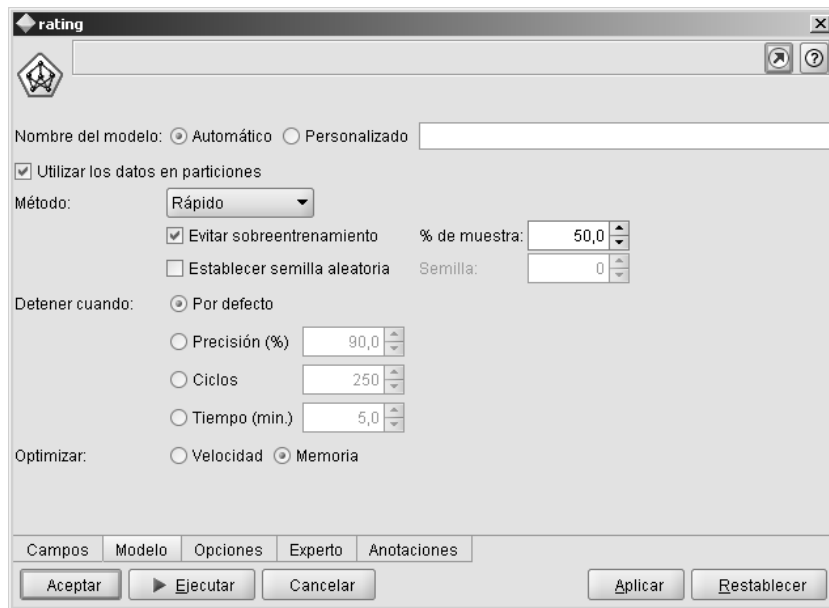 rating
Nombre del modelo: Automático Personalizado
Utilizar los datos en particiones
Método: Rápido
Evitar sobreentrenamiento % de muestra: 50,0
Establecer semilla aleatoria Semilla: 0
Detener cuando: Por defecto
Precisión (%) 90,0
Ciclos 250
Tiempo (min.) 5,0
Optimizar: Velocidad Memoria
Campos Modelo Opciones Experto Anotaciones
Aceptar Ejecutar Cancelar Aplicar Restablecer